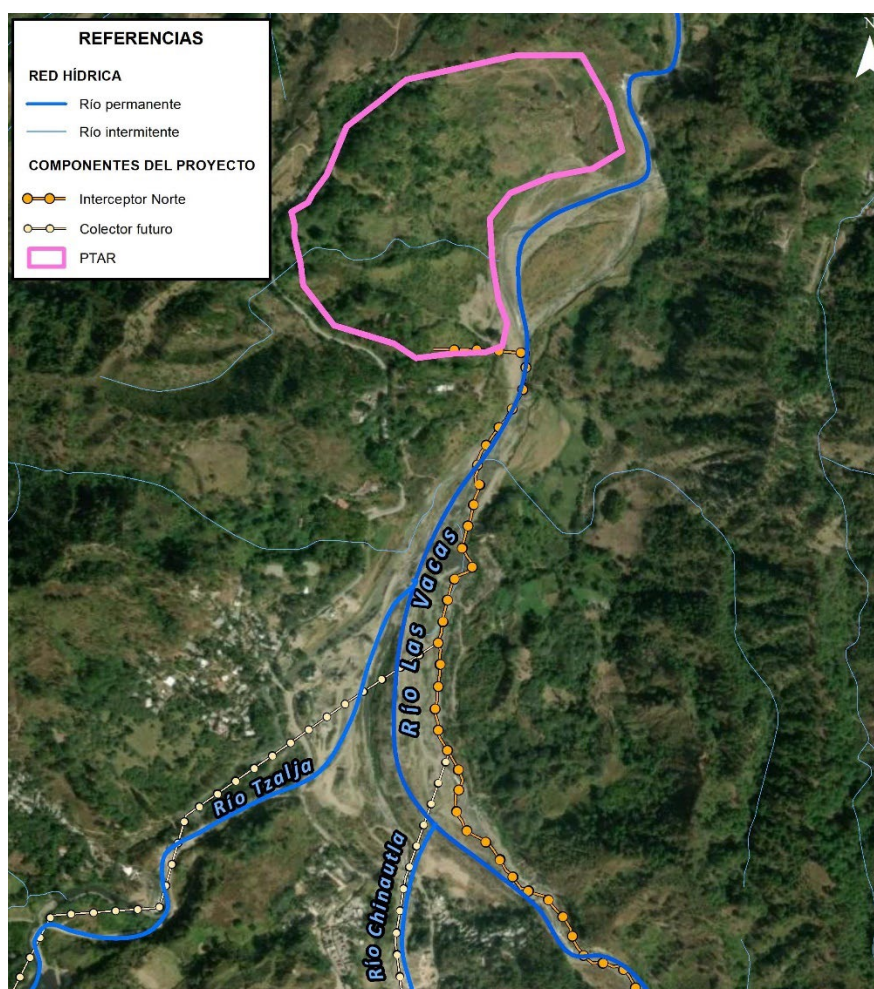 REFERENCIAS
RED HÍDRICA
Río permanente
Río intermitente
COMPONENTES DEL PROYECTO
Interceptor Norte
Colector futuro
PTAR
N
Río Las Vacas
Río Tzalja
Río Chinautla